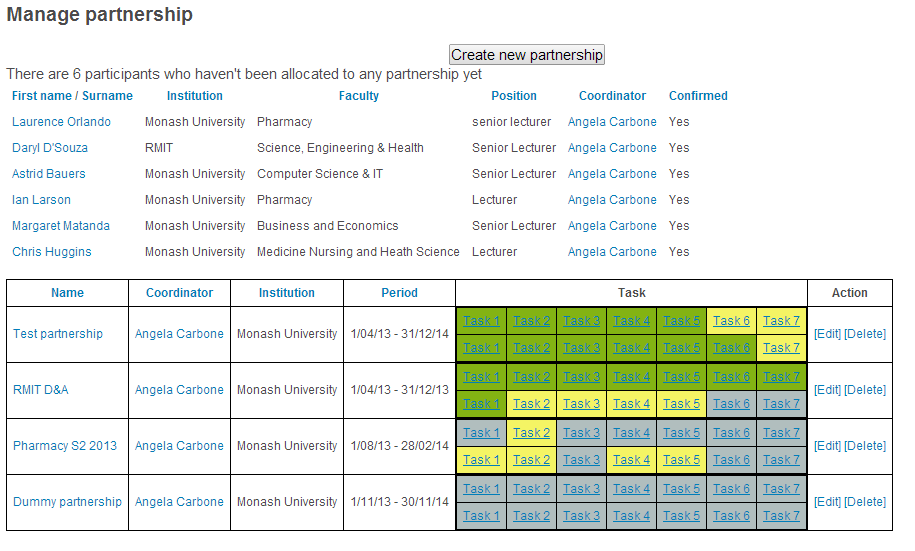 Manage partnership
Create new partnership
There are 6 participants who haven't been allocated to any partnership yet
First name / Surname Institution Faculty Position Coordinator Confirmed
Laurence Orlando Monash University Pharmacy senior lecturer Angela Carbone Yes
Daryl D'Souza RMIT Science, Engineering & Health Senior Lecturer Angela Carbone Yes
Astrid Bauers Monash University Computer Science & IT Senior Lecturer Angela Carbone Yes
Ian Larson Monash University Pharmacy Lecturer Angela Carbone Yes
Margaret Matanda Monash University Business and Economics Senior Lecturer Angela Carbone Yes
Chris Huggins Monash University Medicine Nursing and Heath Science Lecturer Angela Carbone Yes
Name Coordinator Institution Period Task Action
Task 1 Task 2 Task 3 Task 4 Task 5 Task 6 Task 7
Test partnership Angela Carbone Monash University 1/04/13 - 31/12/14 [Edit] [Delete]
Task 1 Task 2 Task 3 Task 4 Task 5 Task 6 Task 7
Task 1 Task 2 Task 3 Task 4 Task 5 Task 6 Task 7
RMIT D&A Angela Carbone Monash University 1/04/13 - 31/12/13 [Edit] [Delete]
Task 1 Task 2 Task 3 Task 4 Task 5 Task 6 Task 7
Task 1 Task 2 Task 3 Task 4 Task 5 Task 6 Task 7
Pharmacy S2 2013 Angela Carbone Monash University 1/08/13 - 28/02/14 [Edit] [Delete]
Task 1 Task 2 Task 3 Task 4 Task 5 Task 6 Task 7
Task 1 Task 2 Task 3 Task 4 Task 5 Task 6 Task 7
Dummy partnership Angela Carbone Monash University 1/11/13 - 30/11/14 [Edit] [Delete]
Task 1 Task 2 Task 3 Task 4 Task 5 Task 6 Task 7